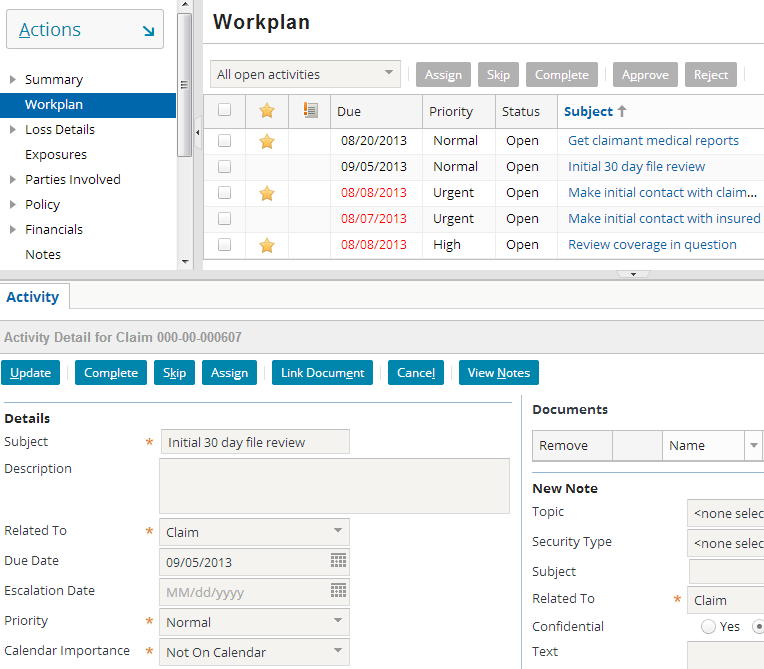 Actions
Summary
Workplan
Loss Details
Exposures
Parties Involved
Policy
Financials
Notes
Workplan
All open activities Assign Skip Complete Approve Reject
Due Priority Status Subject
08/20/2013 Normal Open Get claimant medical reports
09/05/2013 Normal Open Initial 30 day file review
08/08/2013 Urgent Open Make initial contact with claim...
08/07/2013 Urgent Open Make initial contact with insured
08/08/2013 High Open Review coverage in question
Activity
Activity Detail for Claim 000-00-000607
Update Complete Skip Assign Link Document Cancel View Notes
Details
Subject * Initial 30 day file review
Description
Related To * Claim
Due Date 09/05/2013
Escalation Date MM/dd/yyyy
Priority * Normal
Calendar Importance * Not On Calendar
Documents
Remove Name
New Note
Topic <none selec
Security Type <none selec
Subject
Related To * Claim
Confidential Yes
Text